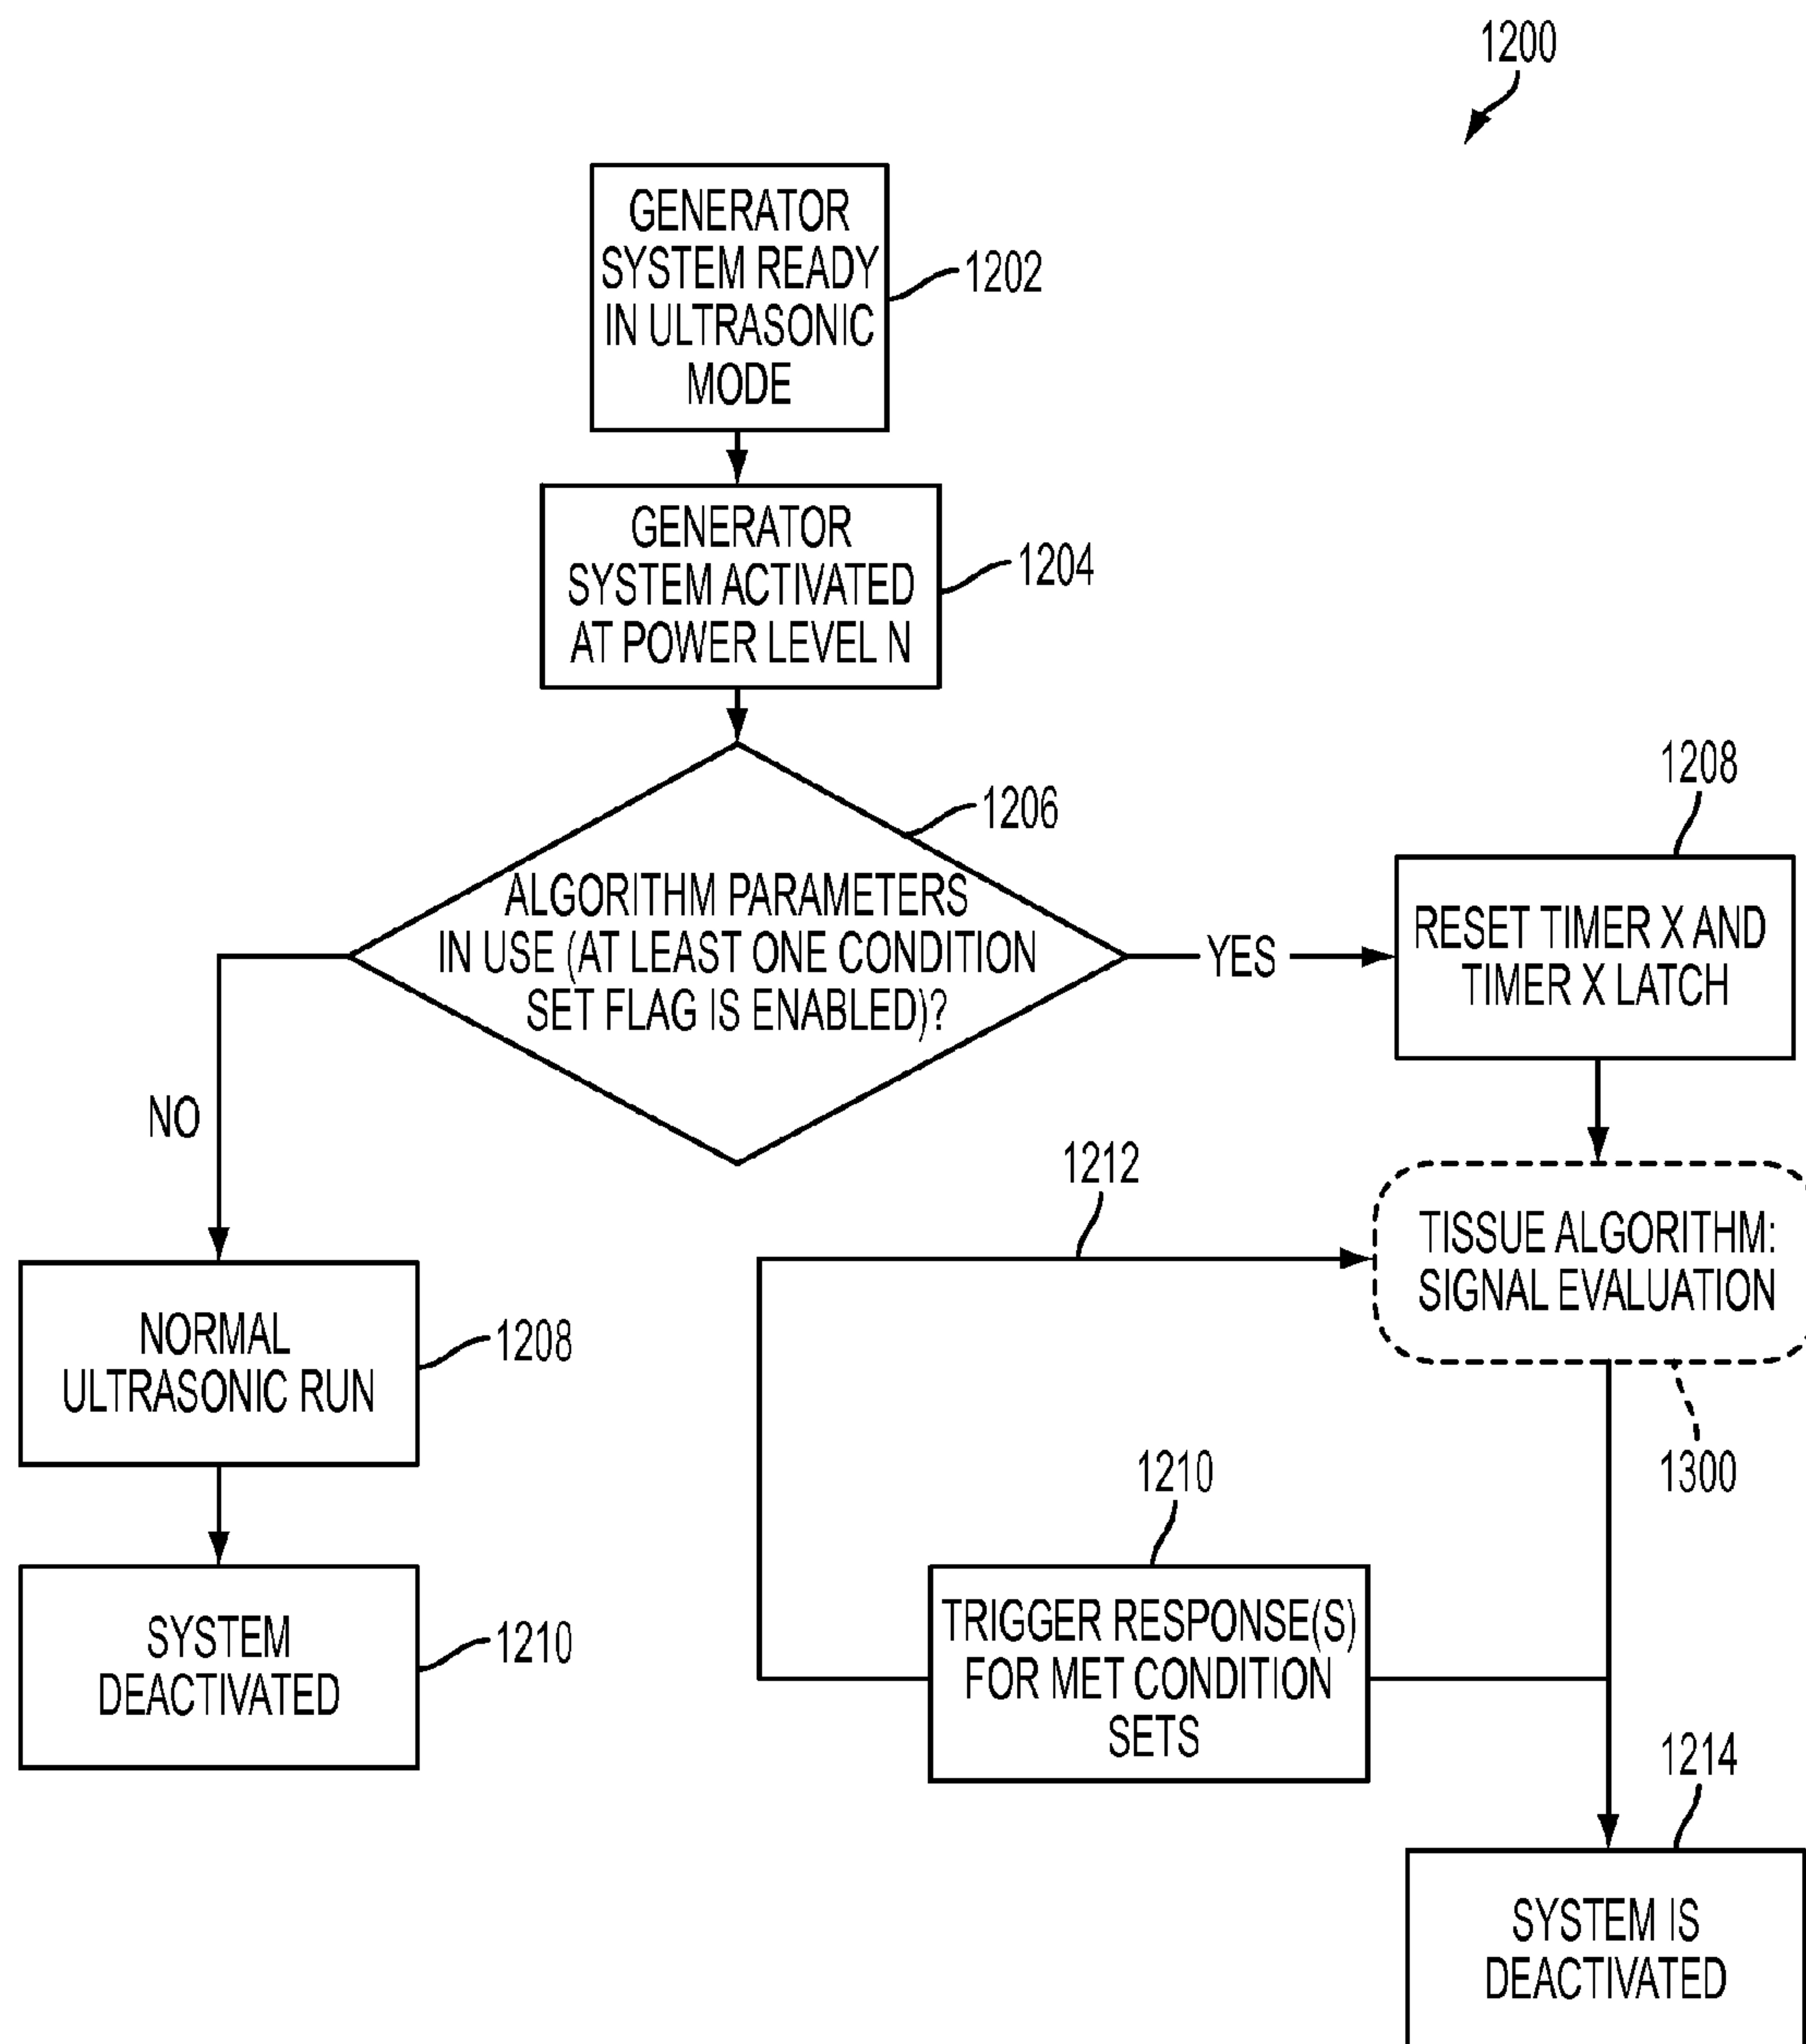 1200
GENERATOR
SYSTEM READY
IN ULTRASONIC
MODE
1202
GENERATOR
SYSTEM ACTIVATED
AT POWER LEVEL N
1204
1206
ALGORITHM PARAMETERS
IN USE (AT LEAST ONE CONDITION
SET FLAG IS ENABLED)?
YES
1208
RESET TIMER X AND
TIMER X LATCH
NO
1212
TISSUE ALGORITHM:
SIGNAL EVALUATION
1300
NORMAL
ULTRASONIC RUN
1208
1210
TRIGGER RESPONSE(S)
FOR MET CONDITION
SETS
SYSTEM
DEACTIVATED
1210
1214
SYSTEM IS
DEACTIVATED